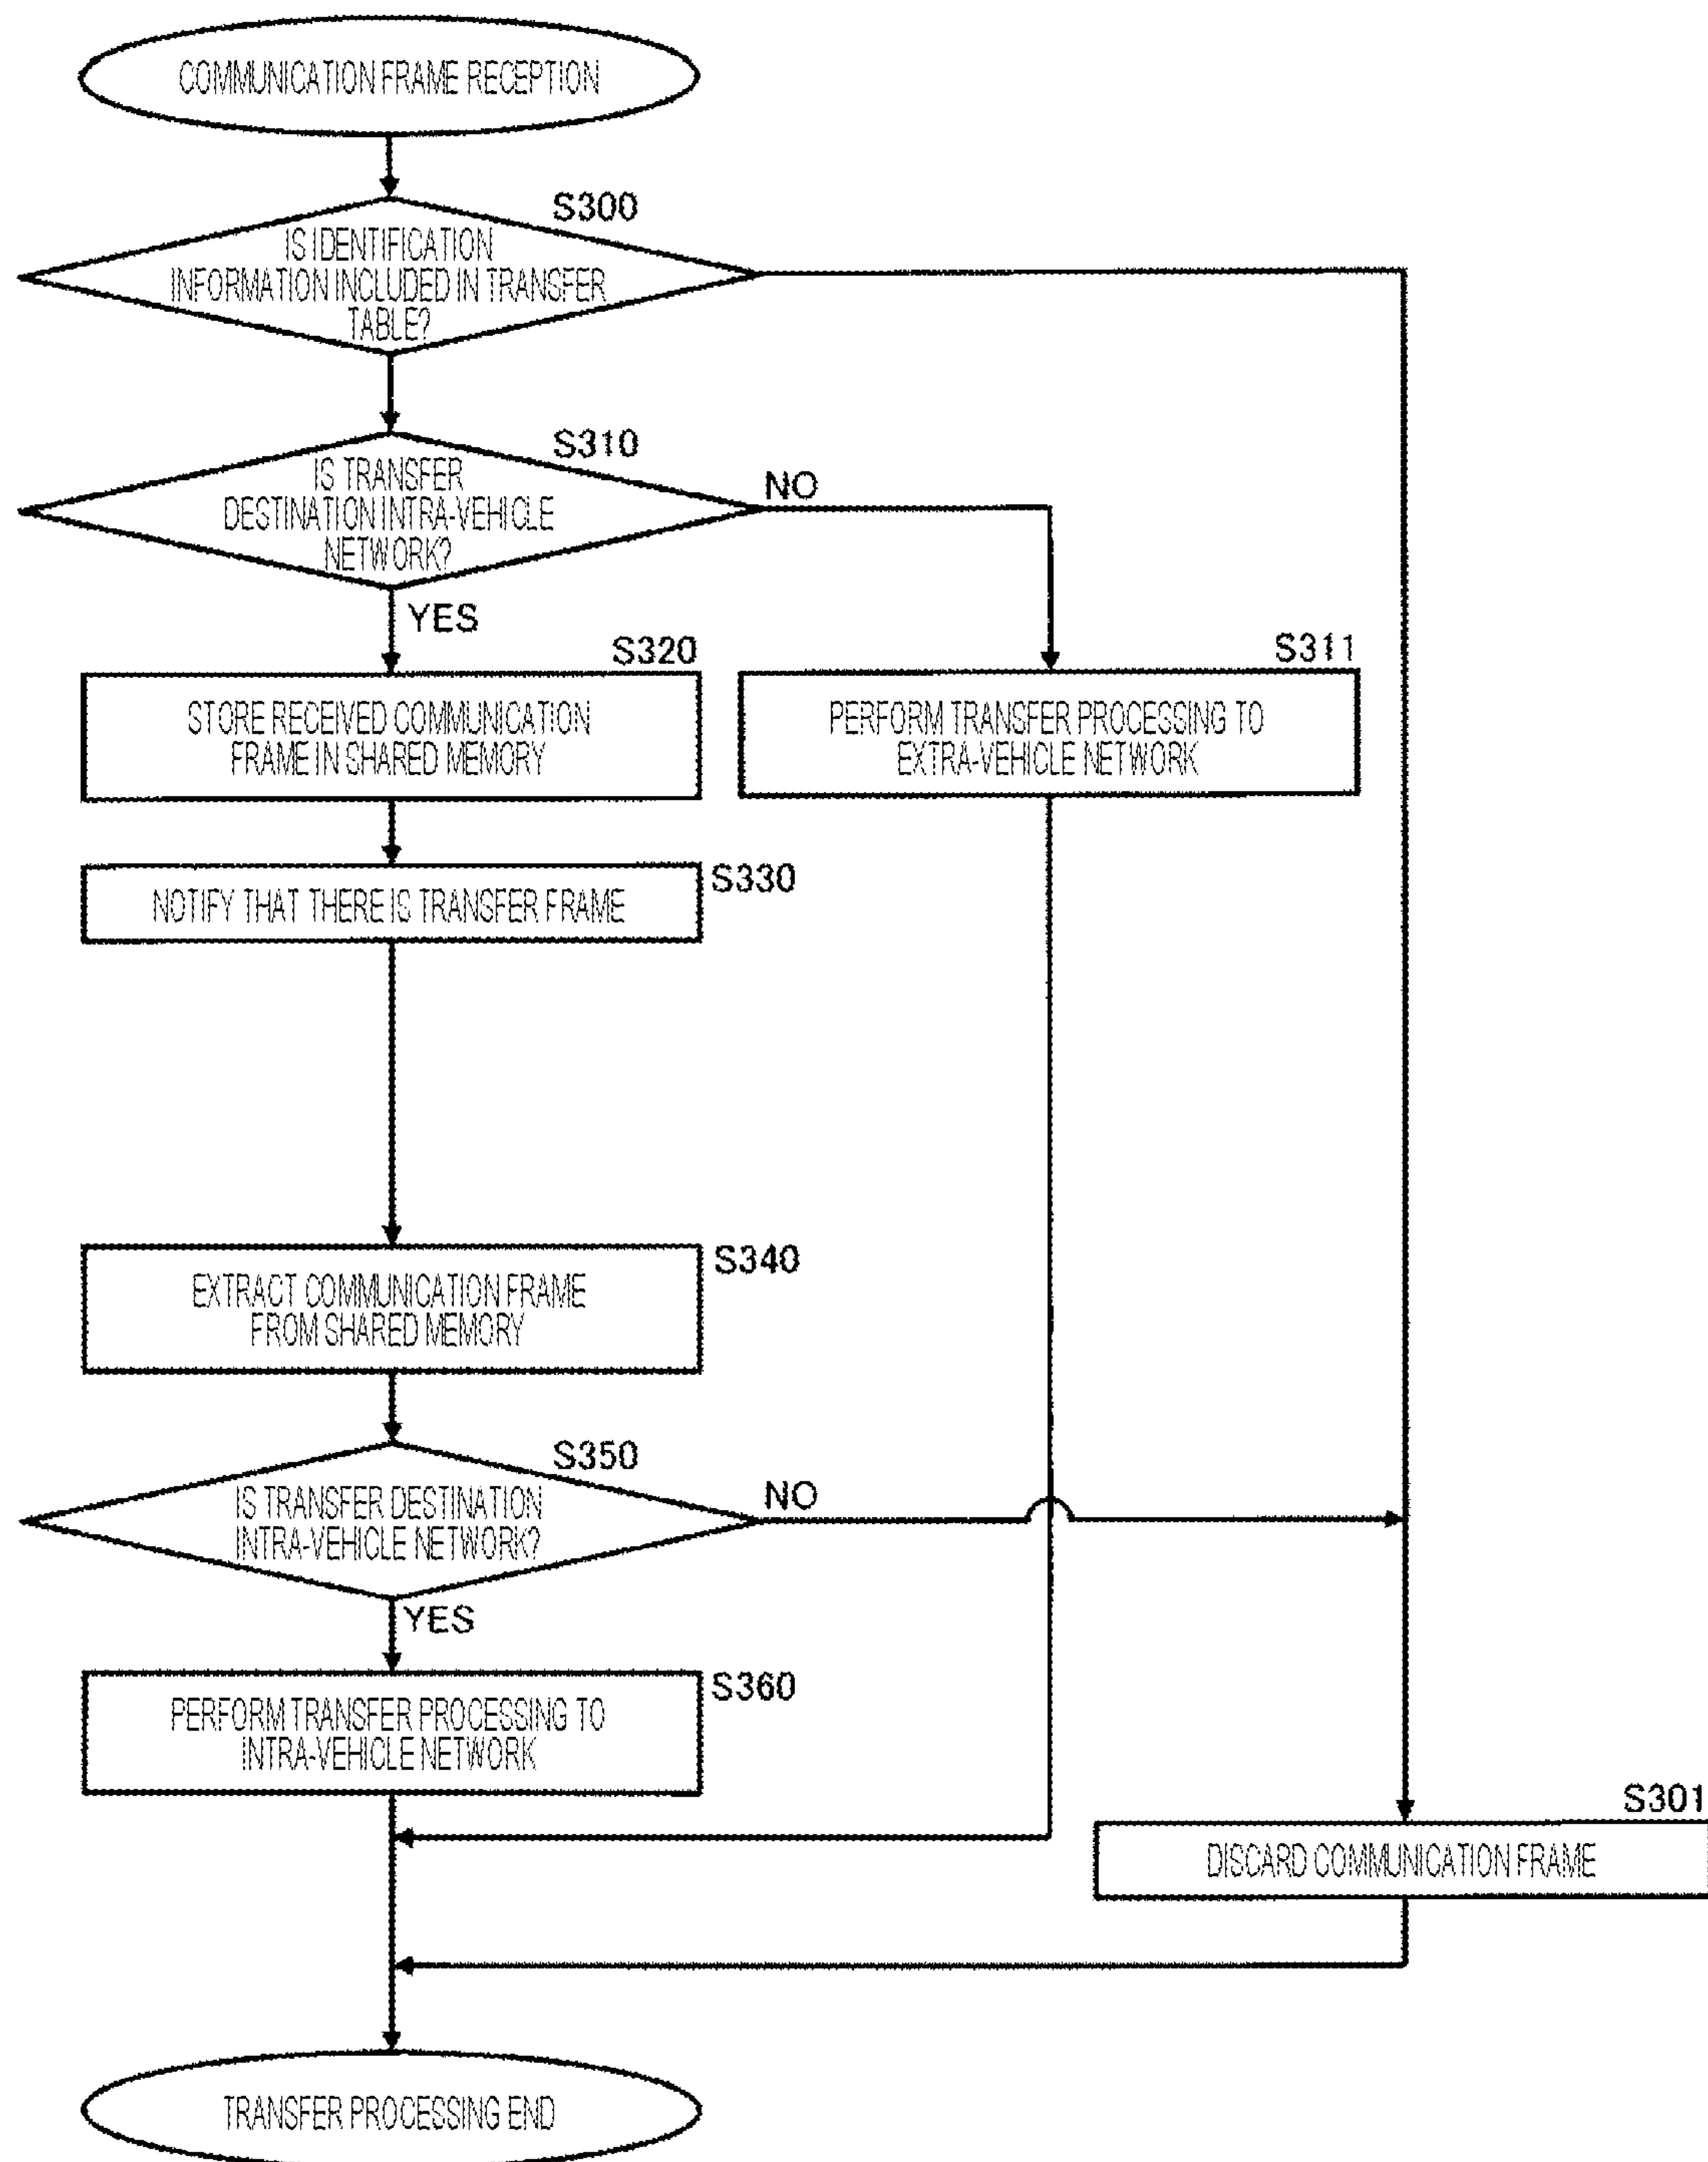 COMMUNICATION FRAME RECEPTION
S300
IS IDENTIFICATION
INFORMATION INCLUDED IN TRANSFER
TABLE?
S310
IS TRANSFER
DESTINATION INTRA-VEHICLE
NETWORK?
NO
YES
S320
STORE RECEIVED COMMUNICATION
FRAME IN SHARED MEMORY
S311
PERFORM TRANSFER PROCESSING TO
EXTRA-VEHICLE NETWORK
S330
NOTIFY THAT THERE IS TRANSFER FRAME
S340
EXTRACT COMMUNICATION FRAME
FROM SHARED MEMORY
S350
IS TRANSFER DESTINATION
INTRA-VEHICLE NETWORK?
NO
YES
S360
PERFORM TRANSFER PROCESSING TO
INTRA-VEHICLE NETWORK
S301
DISCARD COMMUNICATION FRAME
TRANSFER PROCESSING END